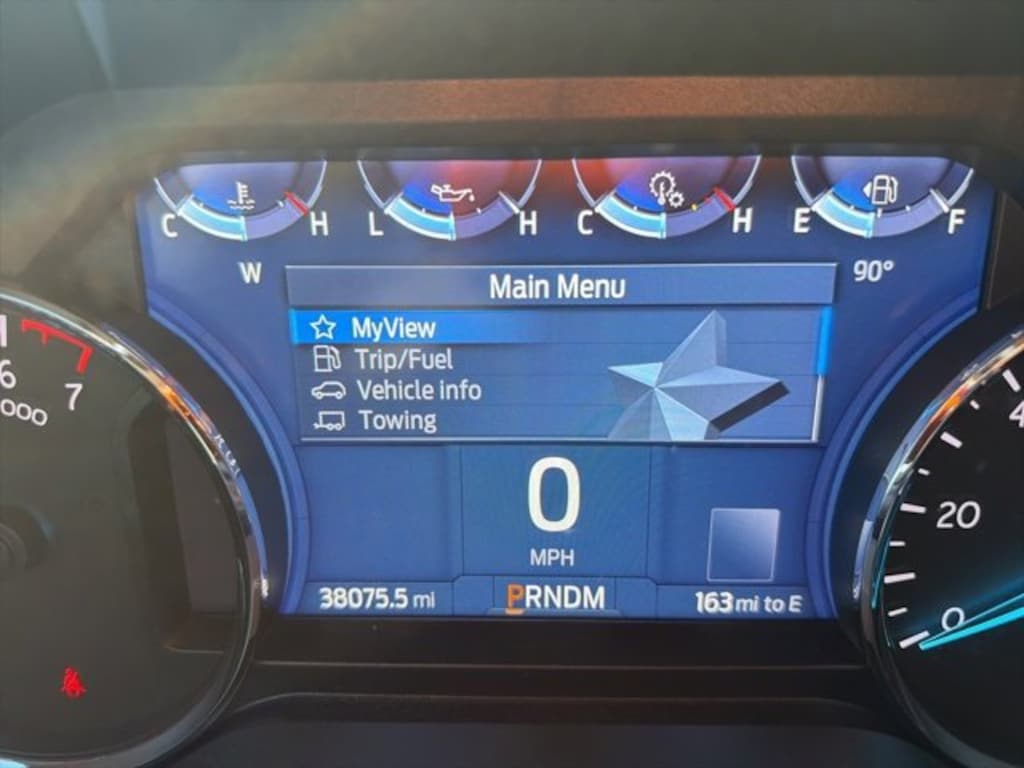 C H L H C H E F
W
90°
Main Menu
MyView
Trip/Fuel
Vehicle info
Towing
6
7
000
20
0
0
MPH
38075.5 mi
PRNDM
163 mi to E